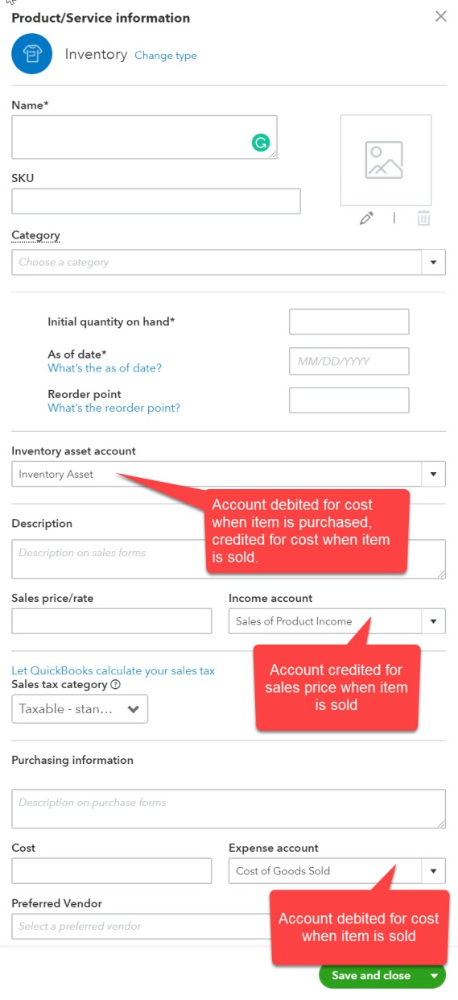 Product/Service information
Inventory Change type
Name*
SKU
Category
Choose a category
Initial quantity on hand*
As of date*
MM/DD/YYYY
What's the as of date?
Reorder point
What's the reorder point?
Inventory asset account
Inventory Asset
Account debited for cost
when item is purchased,
credited for cost when item
is sold.
Description
Description on sales forms
Sales price/rate
Income account
Sales of Product Income
Account credited for
sales price when item
is sold
Let QuickBooks calculate your sales tax
Sales tax category ?
Taxable - stan...
Purchasing information
Description on purchase forms
Cost
Expense account
Cost of Goods Sold
Account debited for cost
when item is sold
Preferred Vendor
Select a preferred vendor
Save and close